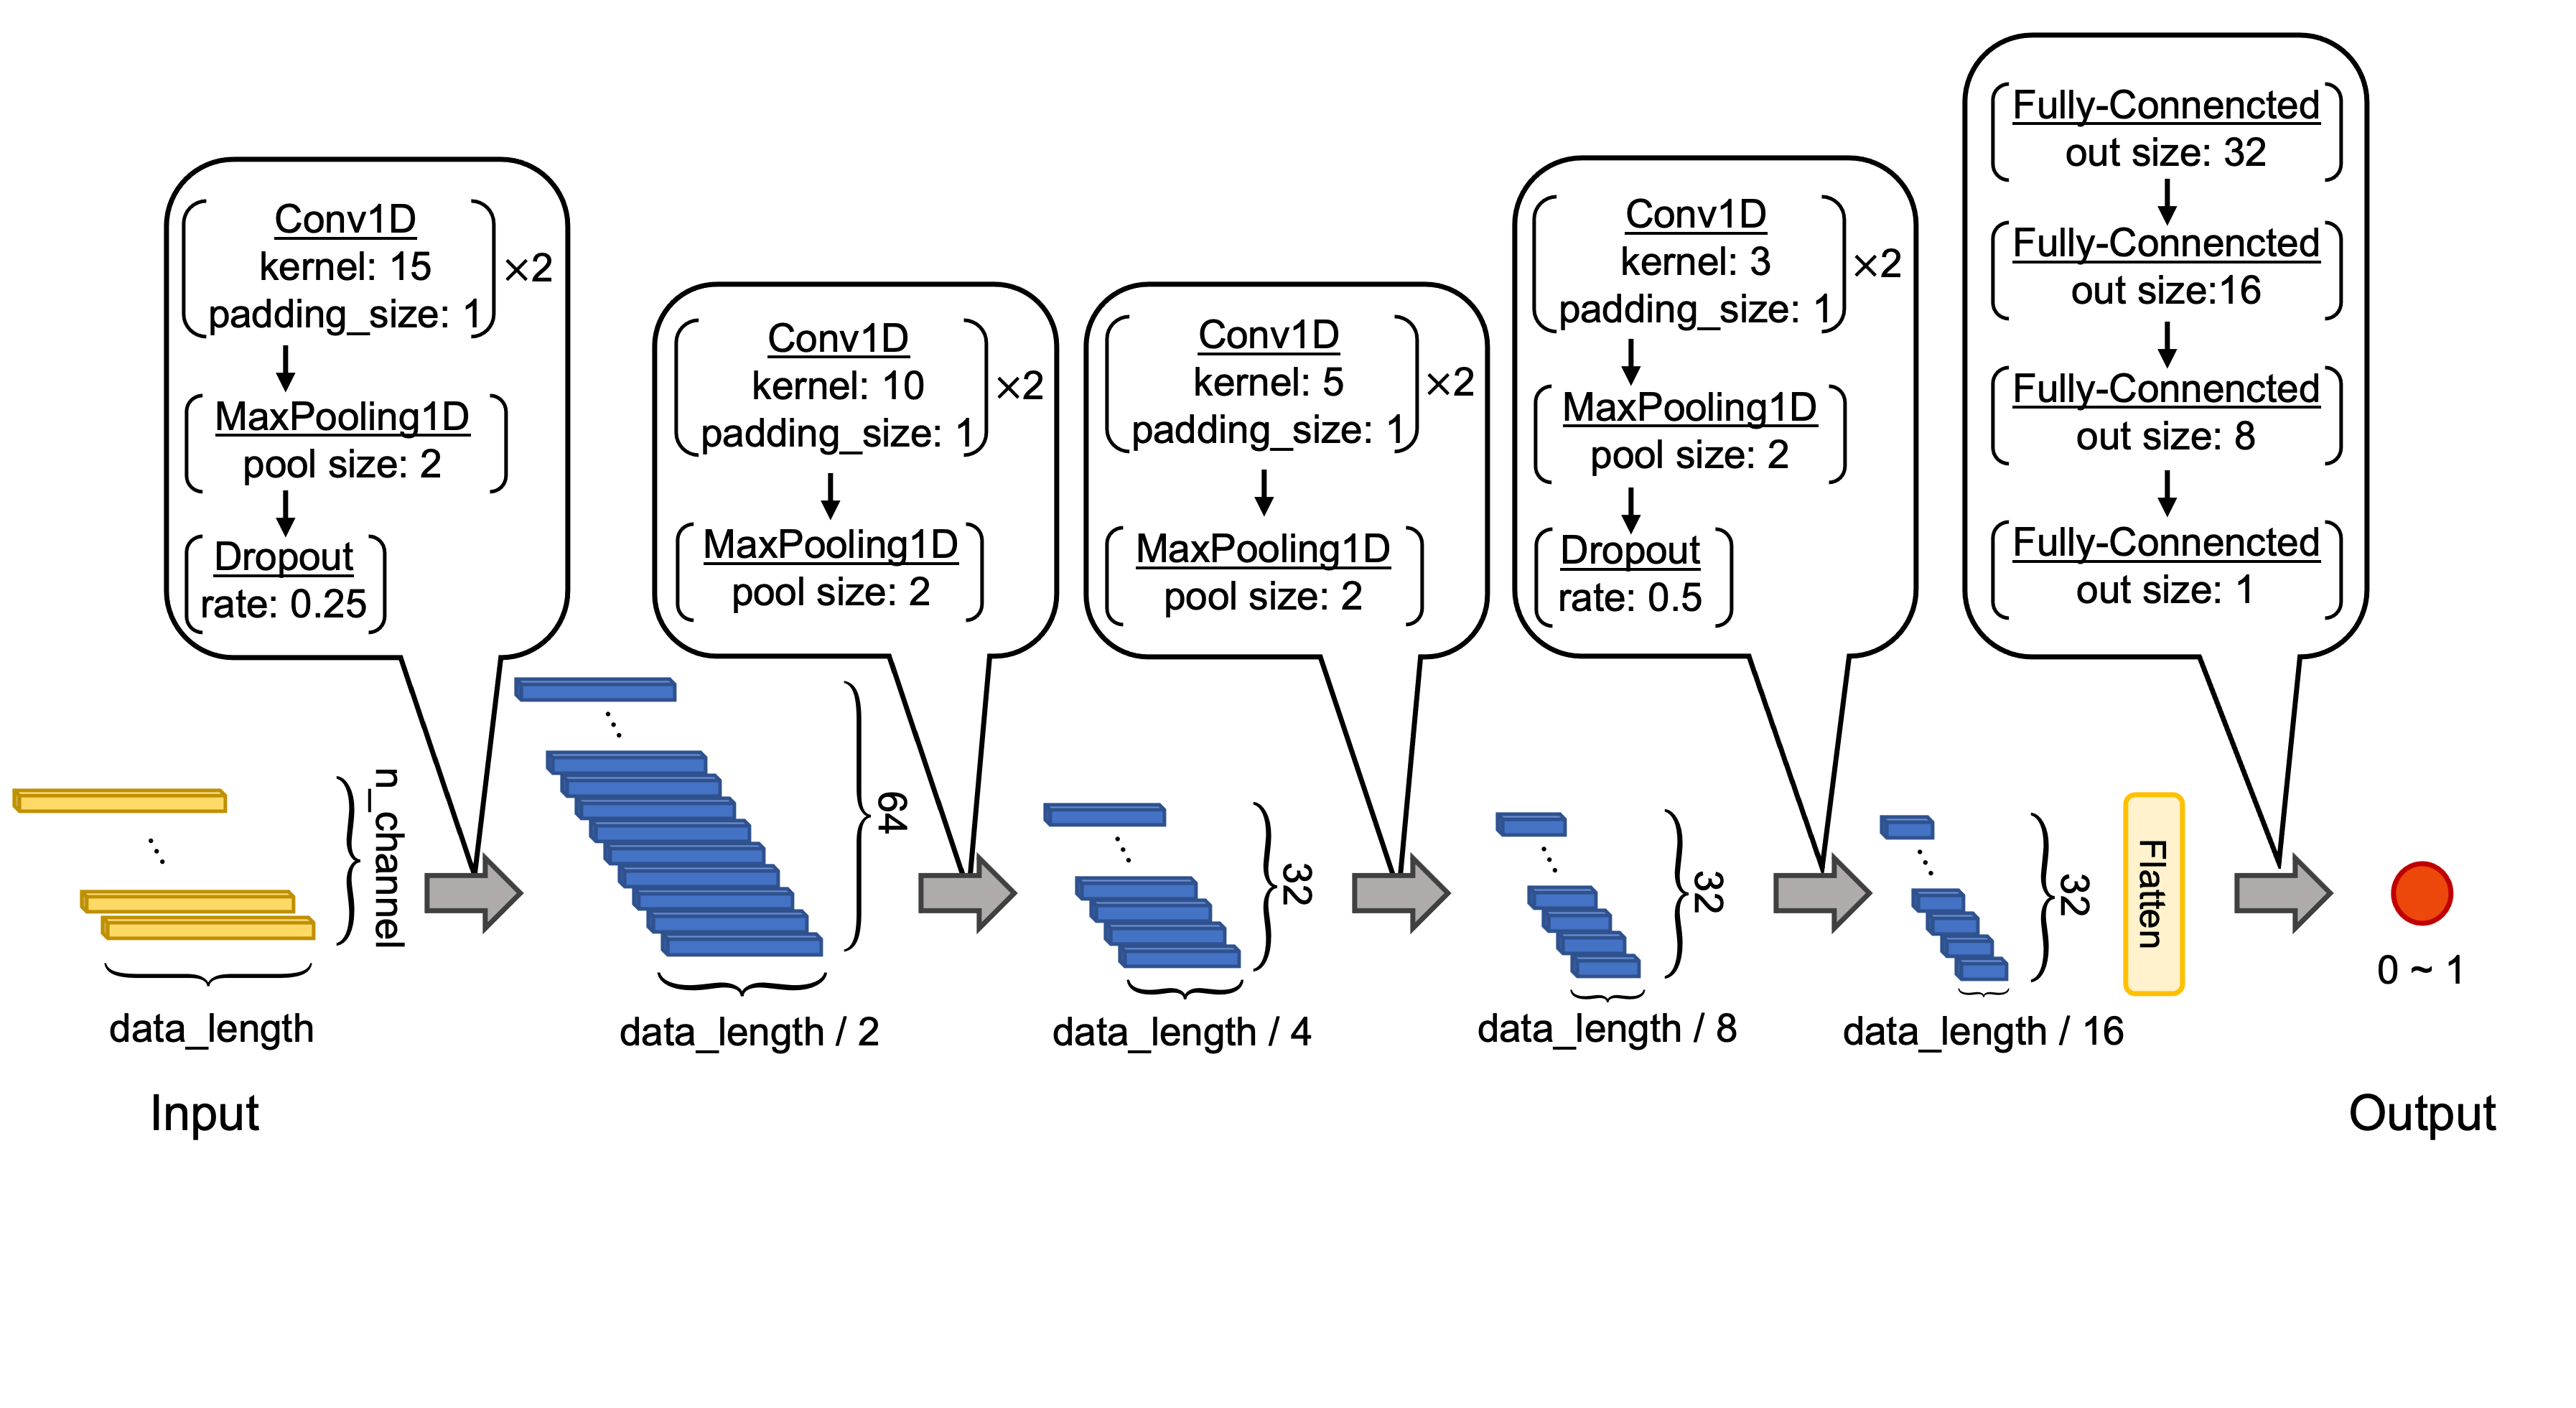 Conv1D
kernel: 15
padding_size: 1
×2
MaxPooling1D
pool size: 2
Dropout
rate: 0.25
Conv1D
kernel: 10
padding_size: 1
×2
MaxPooling1D
pool size: 2
Conv1D
kernel: 5
padding_size: 1
×2
MaxPooling1D
pool size: 2
Conv1D
kernel: 3
padding_size: 1
×2
MaxPooling1D
pool size: 2
Dropout
rate: 0.5
Fully-Connencted
out size: 32
Fully-Connencted
out size:16
Fully-Connencted
out size: 8
Fully-Connencted
out size: 1
n_channel
data_length
Input
64
data_length / 2
32
data_length / 4
32
data_length / 8
32
data_length / 16
Flatten
0 ~ 1
Output